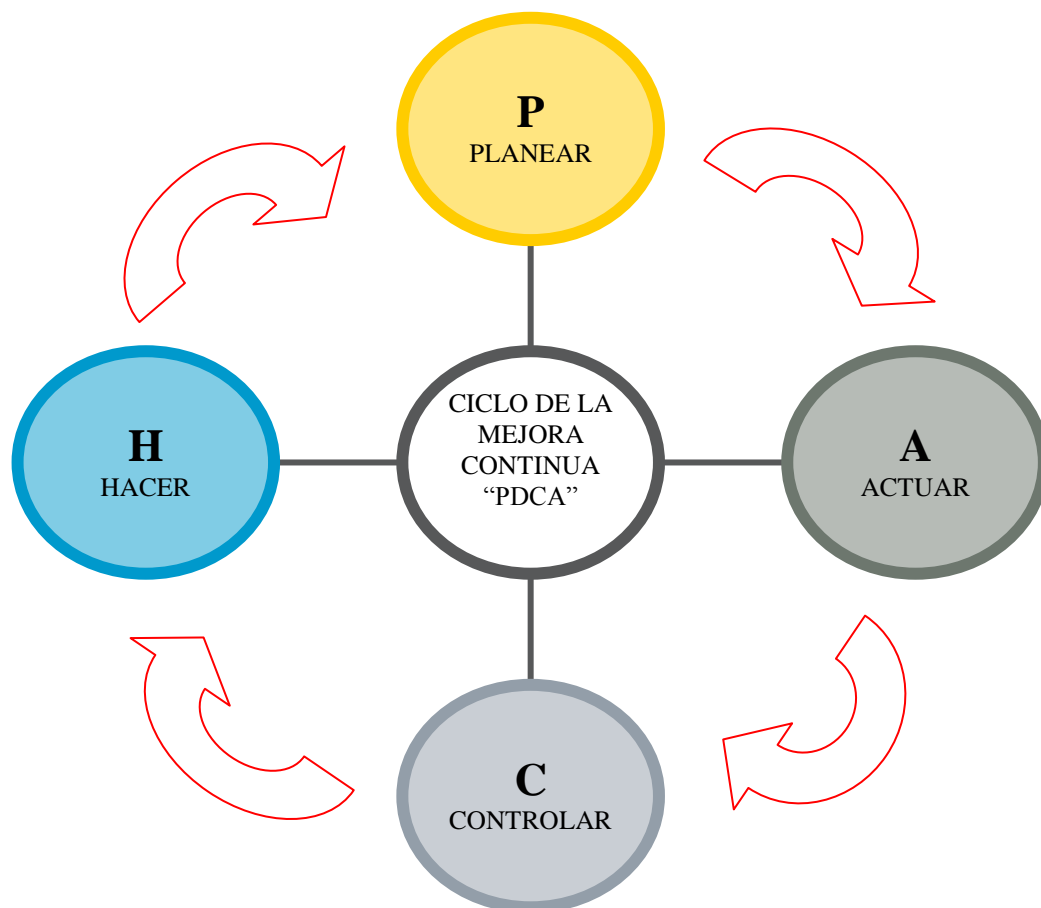 P
PLANEAR
H
HACER
CICLO DE LA
MEJORA
CONTINUA
“PDCA”
A
ACTUAR
C
CONTROLAR